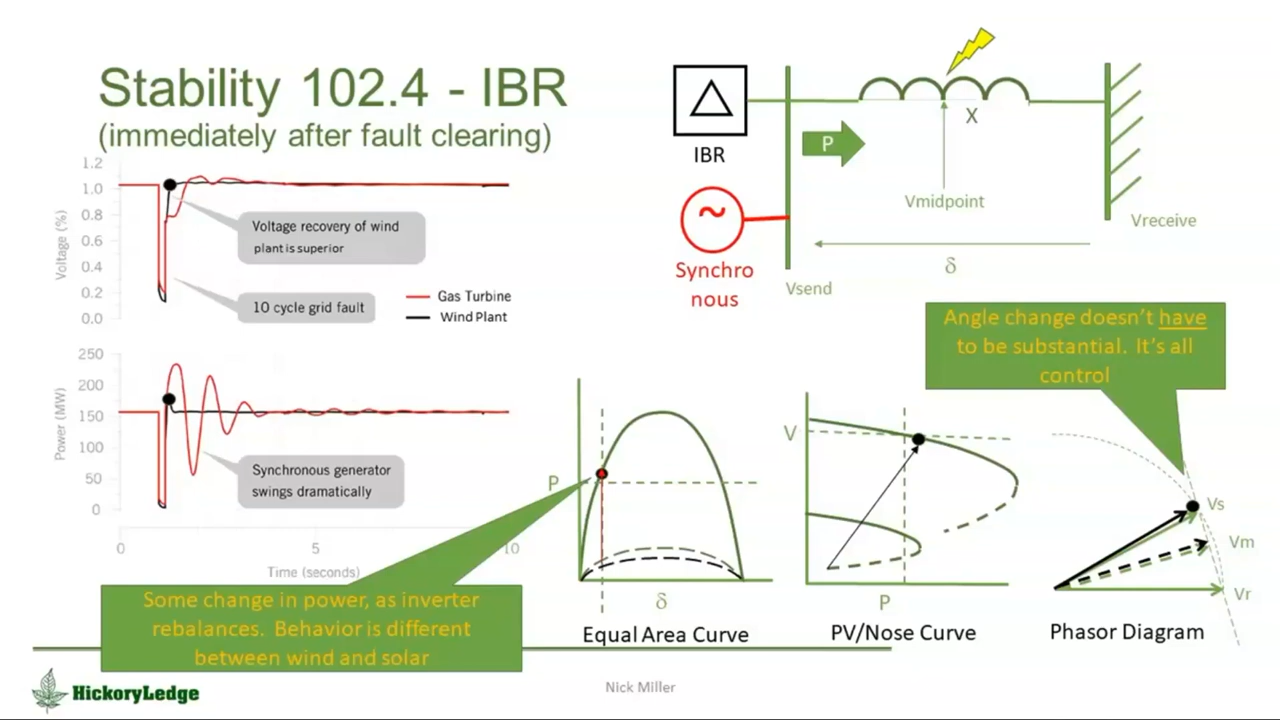 Stability 102.4 - IBR
(immediately after fault clearing)
1.2
1.0
0.8
0.6
0.4
0.2
0.0
Voltage (%)
Voltage recovery of wind
plant is superior
10 cycle grid fault
Gas Turbine
Wind Plant
250
200
150
100
50
0
Power (MW)
Synchronous generator
swings dramatically
0
5
10
Time (seconds)
IBR
~
Synchro
nous
P
X
Vmidpoint
Vreceive
δ
Vsend
Angle change doesn't have
to be substantial. It's all
control
P
δ
Equal Area Curve
V
P
PV/Nose Curve
Vs
Vm
Vr
Phasor Diagram
Some change in power, as inverter
rebalances. Behavior is different
between wind and solar
HickoryLedge
Nick Miller